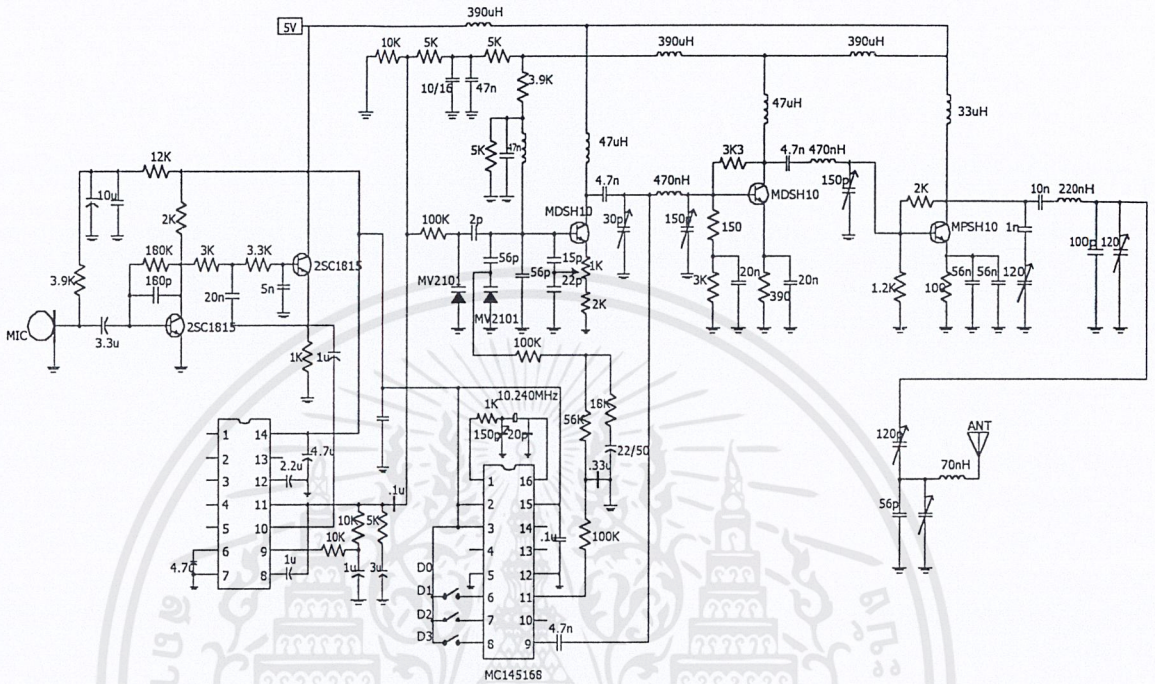 390uH
5V
10K 5K 5K
390uH 390uH
10/16 47n
3.9K
47uH
33uH
5K 47n
47uH
3K3
4.7n 470nH
12K
10u
2K
4.7n 470nH
150p
2K
10n 220nH
MDSH10
MDSH10
MPSH10
100K 2p
30p 150p
150
1n
100p 120
180K 3K 3.3K
2SC1815
56p 15p 1K
56p 22p
3.9K
180p 20n 5n
MV2101
3K 20n 390 20n
1.2K 100 56n 56n 120
2SC1815
MV2101
2K
MIC
3.3u
1K 1u
100K
10.240MHz
1K
150p 20p
56K 18K
22/50
.33u
120p
ANT
70nH
56p
1 14
2 13
3 12
4 11
5 10
6 9
7 8
4.7u
2.2u
.1u
10K 5K
10K
1u
1u 3u
1 16
2 15
3 14
4 13
5 12
6 11
7 10
8 9
.1u
100K
D0
D1
D2
D3
4.7n
MC145168